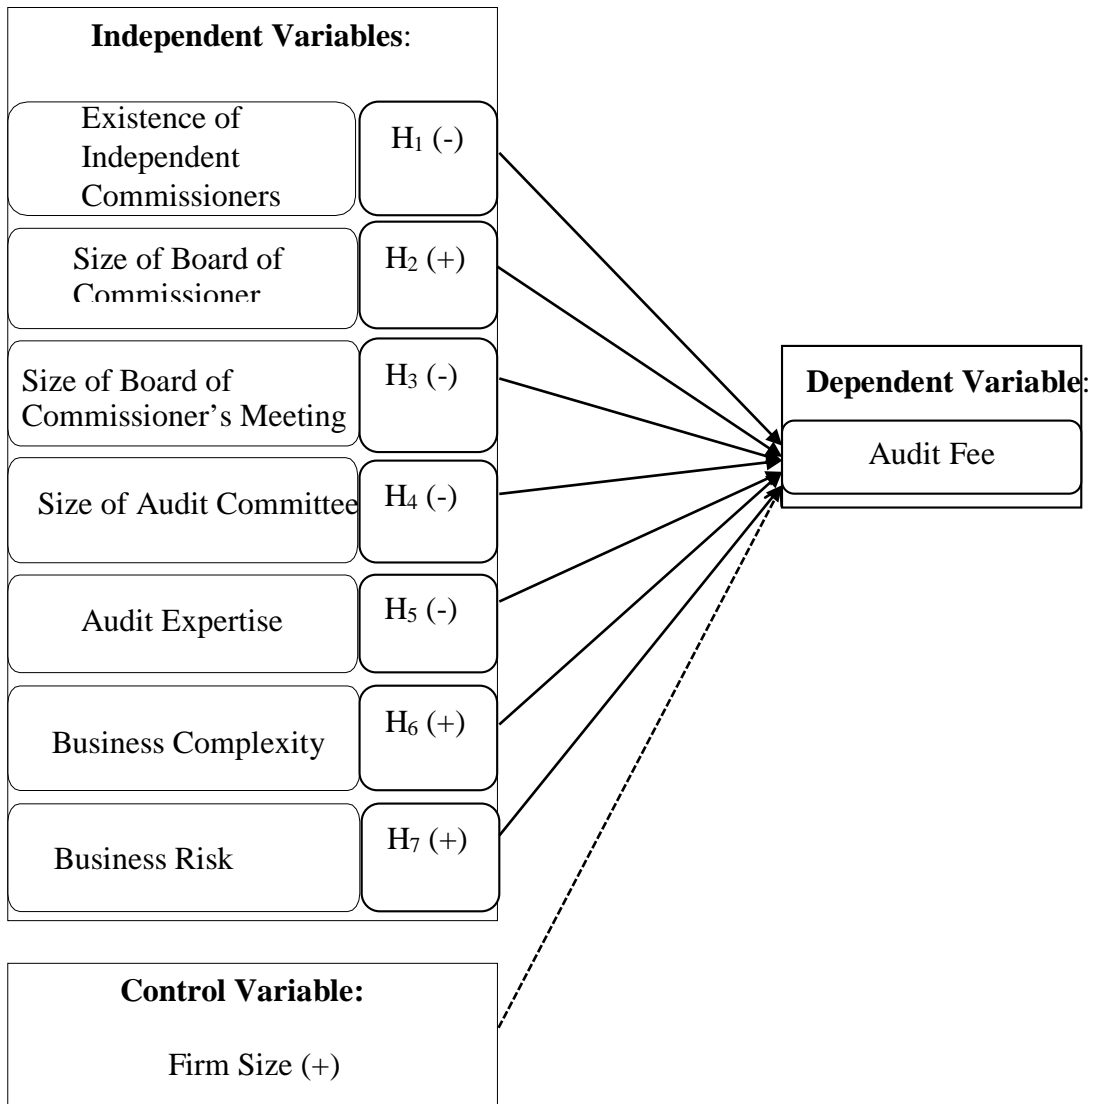 Independent Variables:
Existence of
Independent
Commissioners
H₁ (-)
Size of Board of
Commissioner
H₂ (+)
Size of Board of
Commissioner’s Meeting
H₃ (-)
Size of Audit Committee
H₄ (-)
Audit Expertise
H₅ (-)
Business Complexity
H₆ (+)
Business Risk
H₇ (+)
Dependent Variable:
Audit Fee
Control Variable:
Firm Size (+)